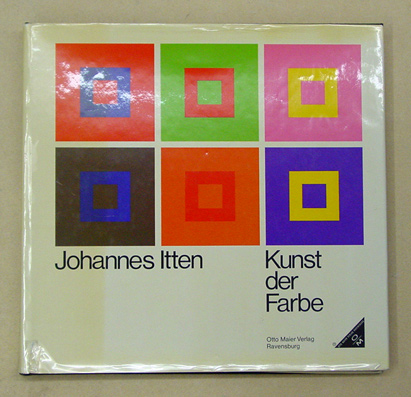 Johannes Itten
Kunst
der
Farbe
Otto Maier Verlag
Ravensburg